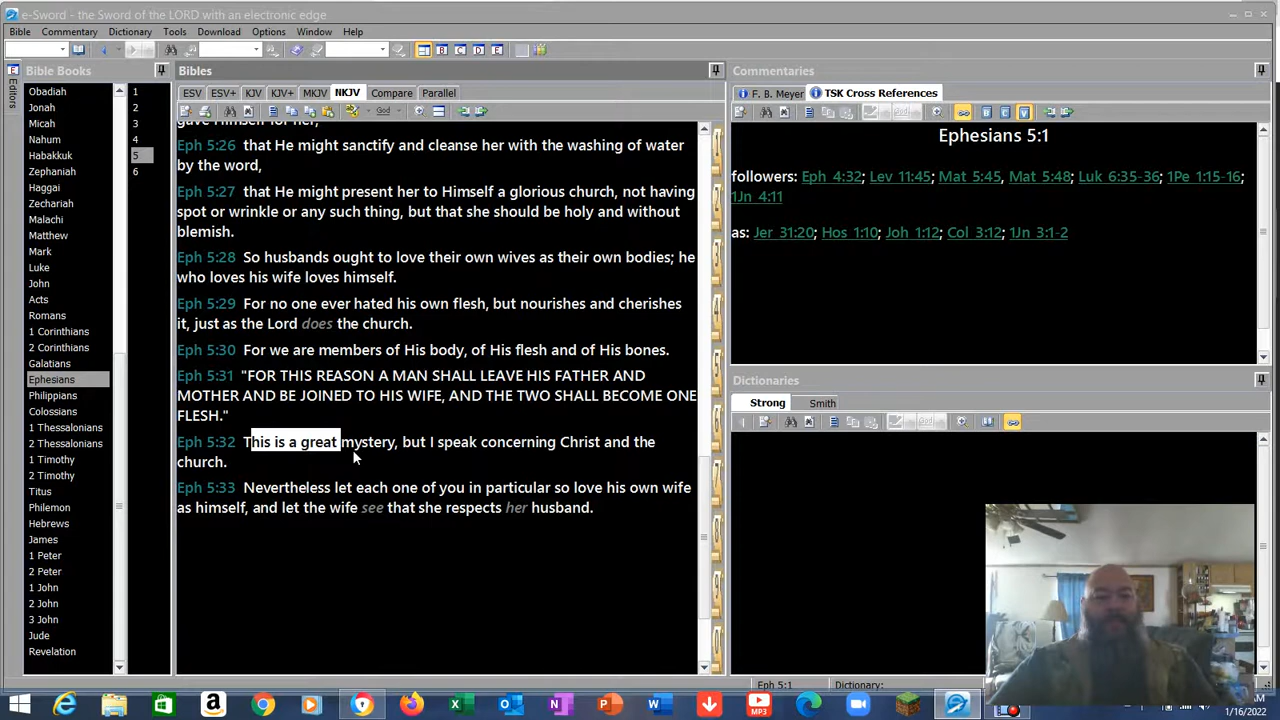 e-Sword - the Sword of the LORD with an electronic edge
Bible Commentary Dictionary Tools Download Options Window Help
B C D E
Editors
Bible Books
Obadiah
Jonah
Micah
Nahum
Habakkuk
Zephaniah
Haggai
Zechariah
Malachi
Matthew
Mark
Luke
John
Acts
Romans
1 Corinthians
2 Corinthians
Galatians
Ephesians
Philippians
Colossians
1 Thessalonians
2 Thessalonians
1 Timothy
2 Timothy
Titus
Philemon
Hebrews
James
1 Peter
2 Peter
1 John
2 John
3 John
Jude
Revelation
1
2
3
4
5
6
Bibles
ESV ESV+ KJV KJV+ MKJV NKJV Compare Parallel
God
gave Himself for her,
Eph 5:26 that He might sanctify and cleanse her with the washing of water
by the word,
Eph 5:27 that He might present her to Himself a glorious church, not having
spot or wrinkle or any such thing, but that she should be holy and without
blemish.
Eph 5:28 So husbands ought to love their own wives as their own bodies; he
who loves his wife loves himself.
Eph 5:29 For no one ever hated his own flesh, but nourishes and cherishes
it, just as the Lord does the church.
Eph 5:30 For we are members of His body, of His flesh and of His bones.
Eph 5:31 "FOR THIS REASON A MAN SHALL LEAVE HIS FATHER AND
MOTHER AND BE JOINED TO HIS WIFE, AND THE TWO SHALL BECOME ONE
FLESH."
Eph 5:32 This is a great mystery, but I speak concerning Christ and the
church.
Eph 5:33 Nevertheless let each one of you in particular so love his own wife
as himself, and let the wife see that she respects her husband.
Commentaries
F. B. Meyer TSK Cross References
B C V
Ephesians 5:1
followers: Eph 4:32; Lev 11:45; Mat 5:45, Mat 5:48; Luk 6:35-36; 1Pe 1:15-16;
1Jn 4:11
as: Jer 31:20; Hos 1:10; Joh 1:12; Col 3:12; 1Jn 3:1-2
Dictionaries
Strong Smith
Eph 5:1 Dictionary:
MP3
1/16/2022